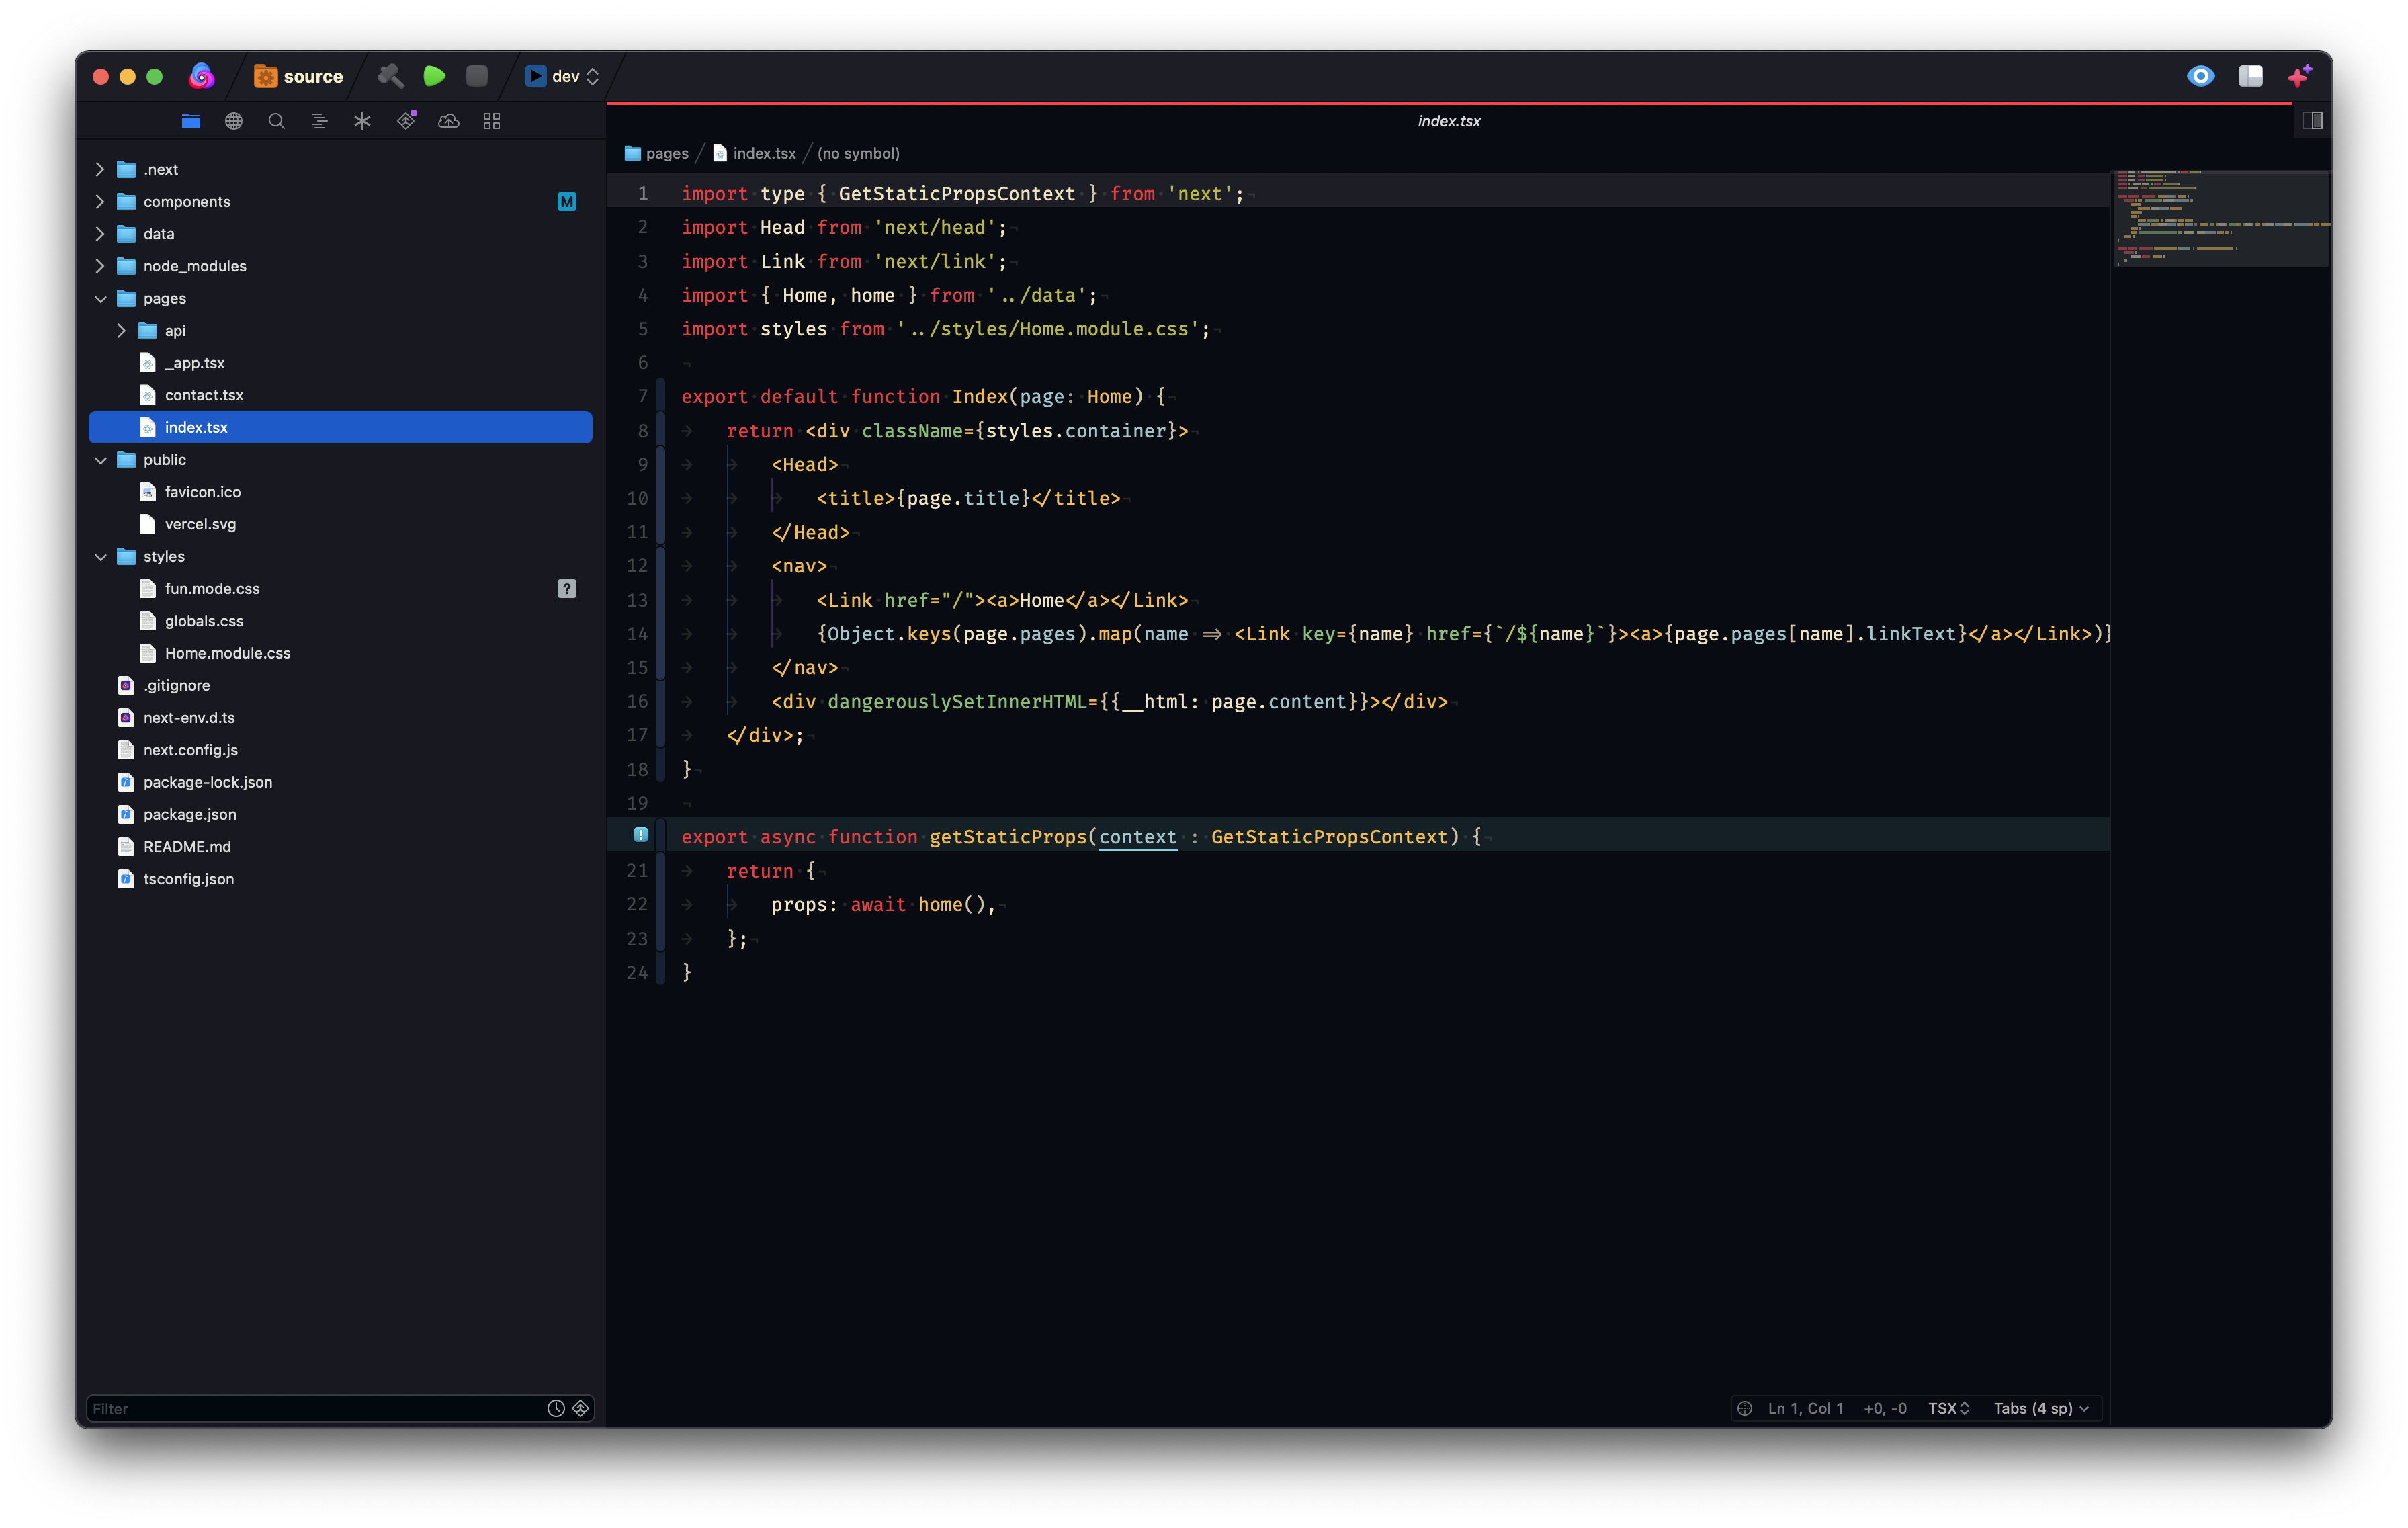 source
dev
index.tsx
pages
index.tsx
(no symbol)
.next
components
M
data
node_modules
pages
api
_app.tsx
contact.tsx
index.tsx
public
favicon.ico
vercel.svg
styles
fun.mode.css
?
globals.css
Home.module.css
.gitignore
next-env.d.ts
next.config.js
package-lock.json
package.json
README.md
tsconfig.json
Filter
1 import type { GetStaticPropsContext } from 'next';
2 import Head from 'next/head';
3 import Link from 'next/link';
4 import { Home, home } from '../data';
5 import styles from '../styles/Home.module.css';
6
7 export default function Index(page: Home) {
8 return <div className={styles.container}>
9 <Head>
10 <title>{page.title}</title>
11 </Head>
12 <nav>
13 <Link href="/"><a>Home</a></Link>
14 {Object.keys(page.pages).map(name => <Link key={name} href={`/${name}`}><a>{page.pages[name].linkText}</a></Link>)}
15 </nav>
16 <div dangerouslySetInnerHTML={{__html: page.content}}></div>
17 </div>;
18 }
19
export async function getStaticProps(context : GetStaticPropsContext) {
21 return {
22 props: await home(),
23 };
24 }
Ln 1, Col 1
+0, -0
TSX
Tabs (4 sp)